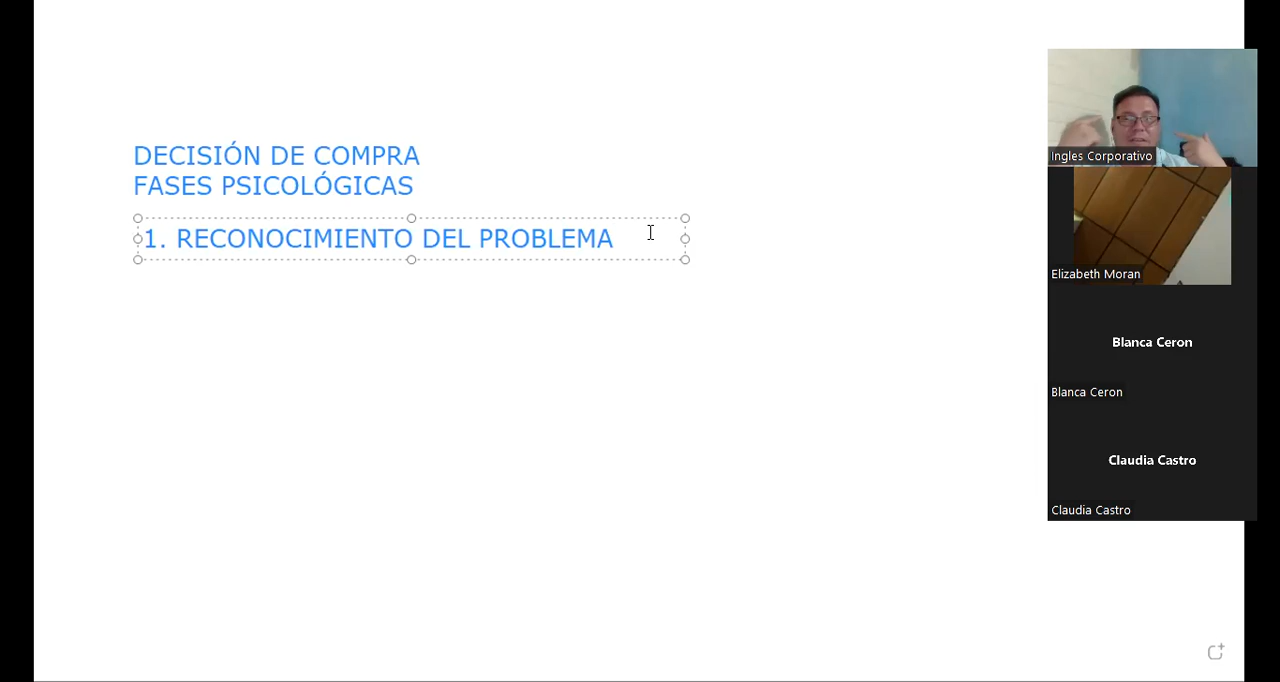 DECISIÓN DE COMPRA
FASES PSICOLÓGICAS
1. RECONOCIMIENTO DEL PROBLEMA
Ingles Corporativo
Elizabeth Moran
Blanca Ceron
Blanca Ceron
Claudia Castro
Claudia Castro